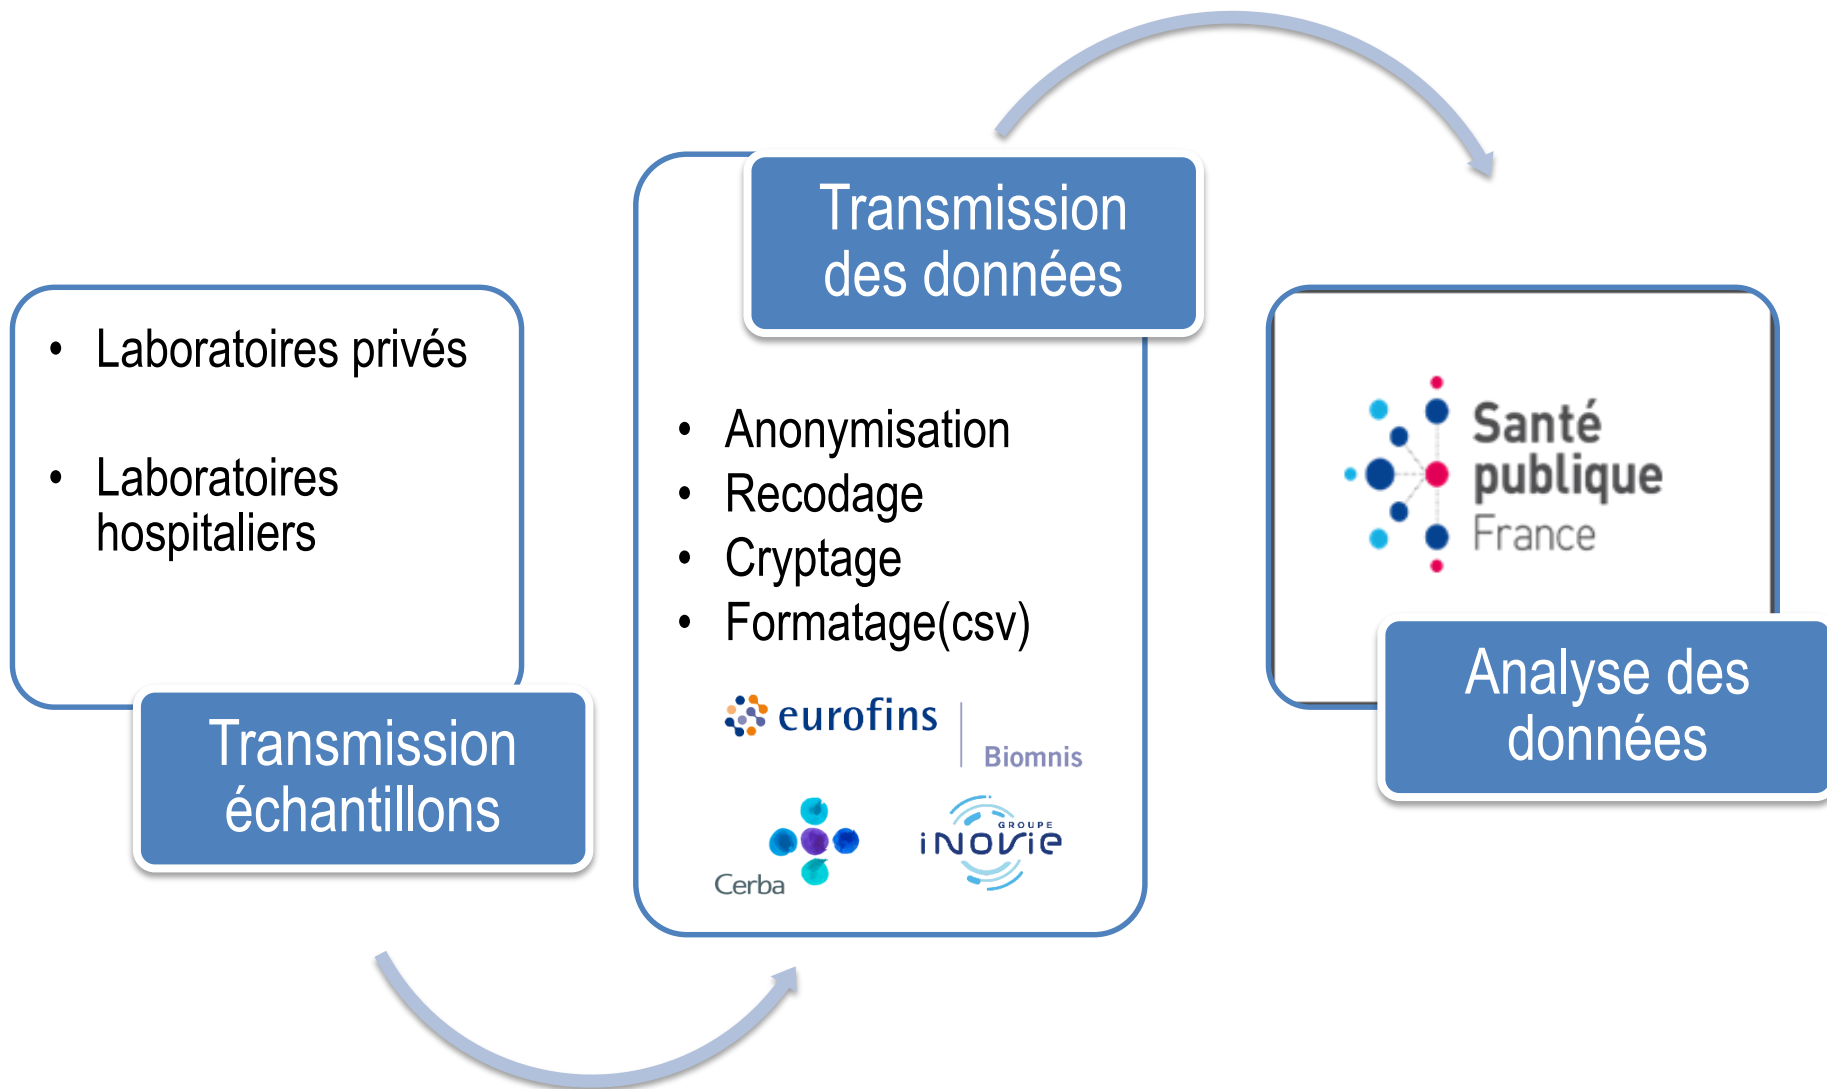 • Laboratoires privés
• Laboratoires
hospitaliers
Transmission
échantillons
Transmission
des données
• Anonymisation
• Recodage
• Cryptage
• Formatage(csv)
eurofins
Biomnis
Cerba
GROUPE
iNOVie
Santé
publique
France
Analyse des
données